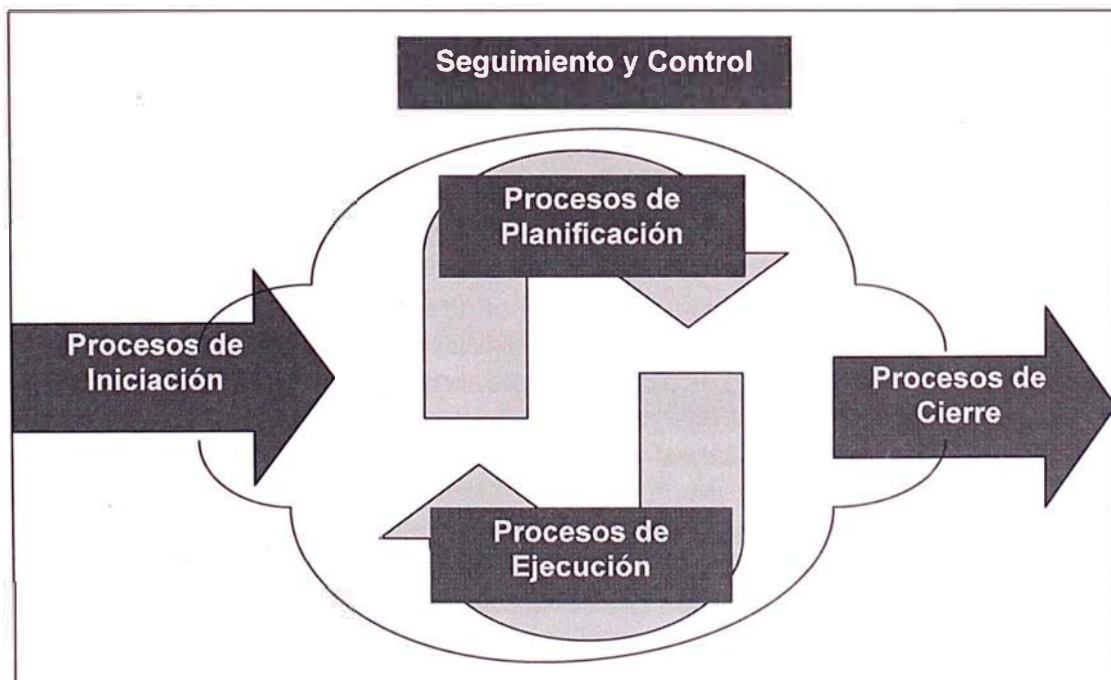 Seguimiento y Control
Procesos de
Planificación
Procesos de
Iniciación
Procesos de
Cierre
Procesos de
Ejecución